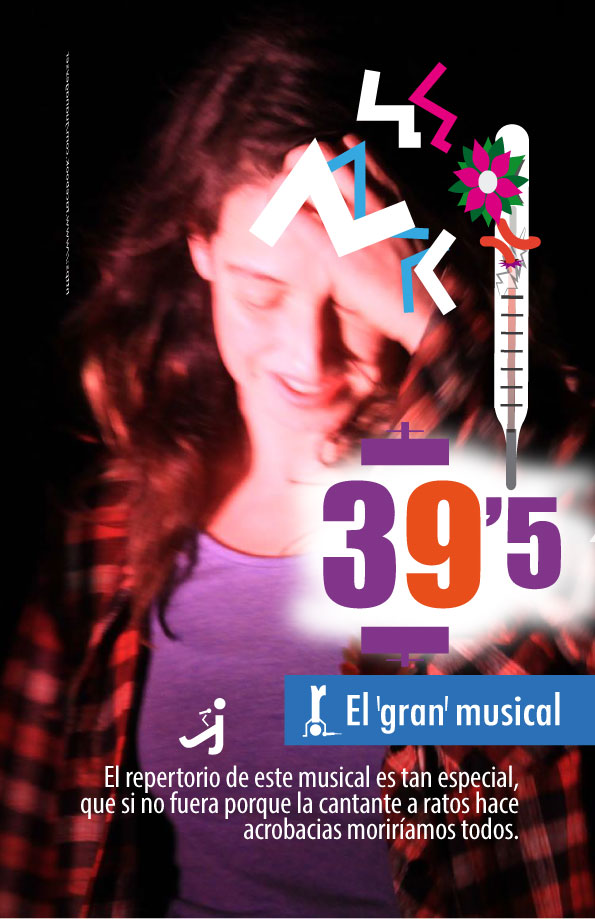 39'5
El 'gran' musical
El repertorio de este musical es tan especial,
que si no fuera porque la cantante a ratos hace
acrobacias moriríamos todos.